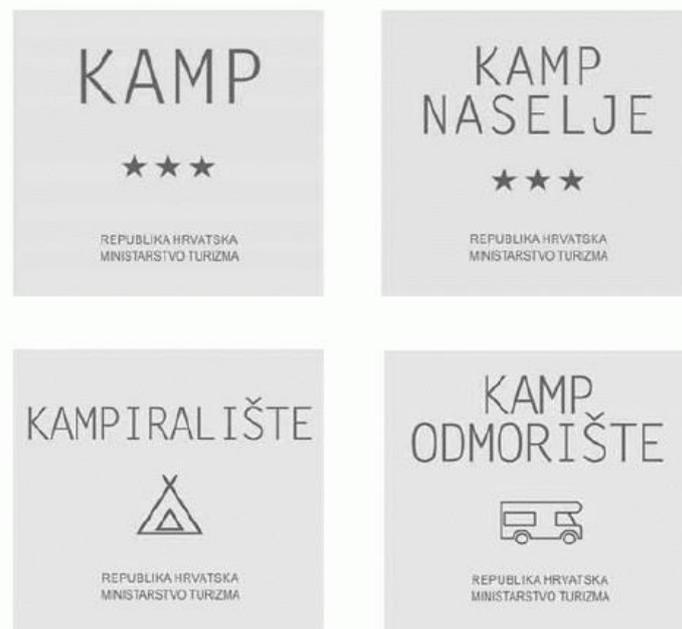 KAMP
★★★
REPUBLIKA HRVATSKA
MINISTARSTVO TURIZMA
KAMP
NASELJE
★★★
REPUBLIKA HRVATSKA
MINISTARSTVO TURIZMA
KAMPIRALIŠTE
REPUBLIKA HRVATSKA
MINISTARSTVO TURIZMA
KAMP
ODMORIŠTE
REPUBLIKA HRVATSKA
MINISTARSTVO TURIZMA